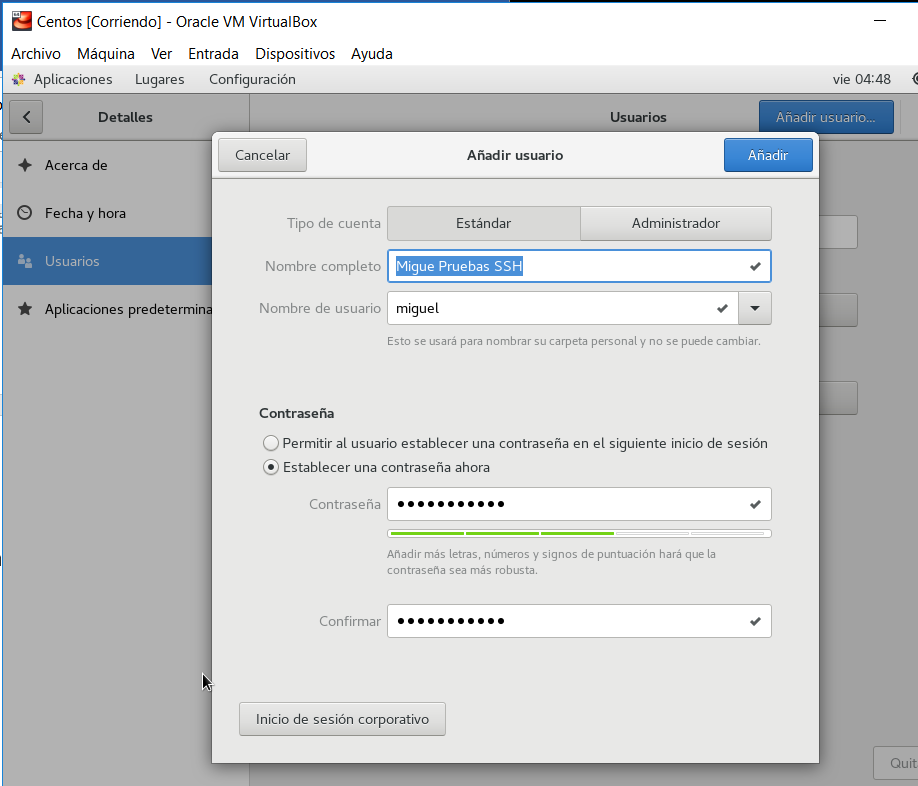 Centos [Corriendo] - Oracle VM VirtualBox
Archivo Máquina Ver Entrada Dispositivos Ayuda
Aplicaciones Lugares Configuración vie 04:48
Detalles Usuarios Añadir usuario...
Cancelar Añadir usuario Añadir
Acerca de
Fecha y hora
Usuarios
Aplicaciones predetermina
Tipo de cuenta Estándar Administrador
Nombre completo Migue Pruebas SSH
Nombre de usuario miguel
Esto se usará para nombrar su carpeta personal y no se puede cambiar.
Contraseña
Permitir al usuario establecer una contraseña en el siguiente inicio de sesión
Establecer una contraseña ahora
Contraseña ●●●●●●●●●●●
Añadir más letras, números y signos de puntuación hará que la
contraseña sea más robusta.
Confirmar ●●●●●●●●●●●
Inicio de sesión corporativo
Quit